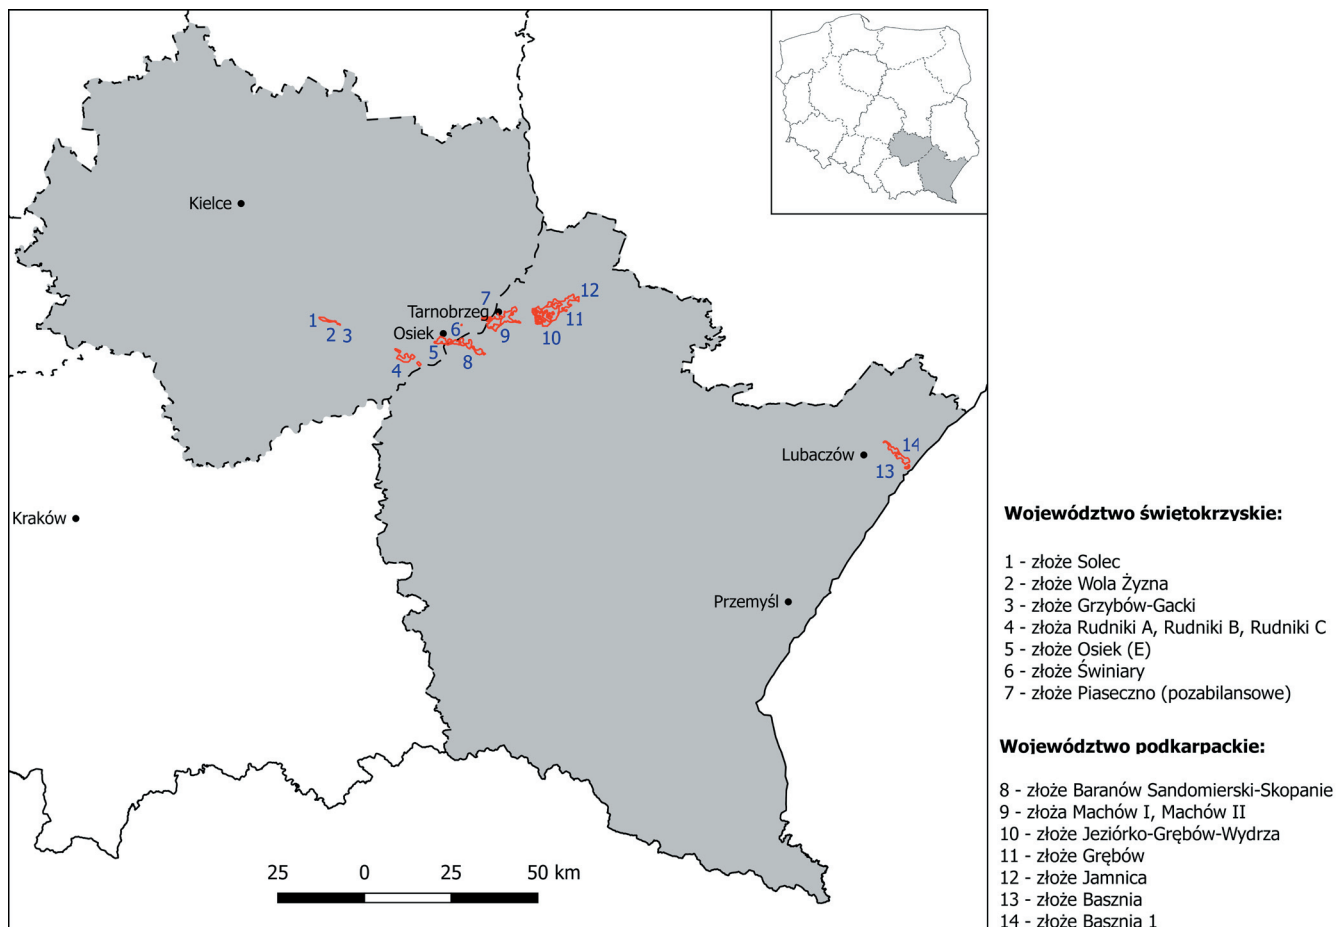 Kielce
7
12
Tarnobrzeg
1
2
3
Osiek
6
9
11
10
5
8
4
Lubaczów
14
13
Kraków
Przemyśl
25 0 25 50 km
Województwo świętokrzyskie:
1 - złoże Solec
2 - złoże Wola Żyzna
3 - złoże Grzybów-Gacki
4 - złoża Rudniki A, Rudniki B, Rudniki C
5 - złoże Osiek (E)
6 - złoże Świniary
7 - złoże Piaseczno (pozabilansowe)
Województwo podkarpackie:
8 - złoże Baranów Sandomierski-Skopanie
9 - złoża Machów I, Machów II
10 - złoże Jeziórko-Grębów-Wydrza
11 - złoże Grębów
12 - złoże Jamnica
13 - złoże Basznia
14 - złoże Basznia 1